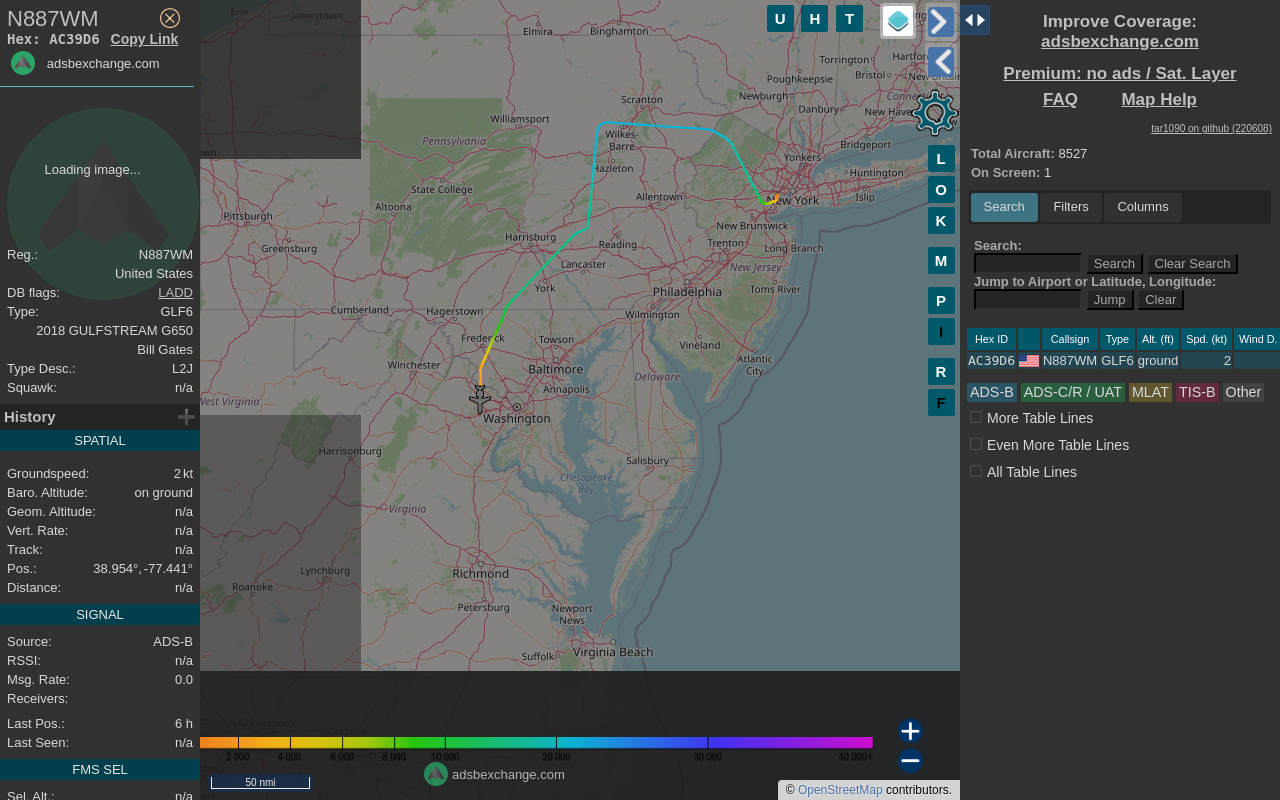 N887WM
Hex: AC39D6 Copy Link
adsbexchange.com
Loading image...
Reg.: N887WM
United States
DB flags: LADD
Type: GLF6
2018 GULFSTREAM G650
Bill Gates
Type Desc.: L2J
Squawk: n/a
History
SPATIAL
Groundspeed: 2 kt
Baro. Altitude: on ground
Geom. Altitude: n/a
Vert. Rate: n/a
Track: n/a
Pos.: 38.954°, -77.441°
Distance: n/a
SIGNAL
Source: ADS-B
RSSI: n/a
Msg. Rate: 0.0
Receivers:
Last Pos.: 6 h
Last Seen: n/a
FMS SEL
Sel. Alt.: n/a
Erie
Jamestown
Elmira
Binghamton
U H T
Torrington
Hartford
Bristol
New Britain
Poughkeepsie
Connecticut
Scranton
Newburgh
Danbury
New Haven
Williamsport
Wilkes-
Barre
Pennsylvania
Bridgeport
Yonkers
Hazleton
Huntington
State College
Allentown
New York
Islip
Altoona
Pittsburgh
New Brunswick
Harrisburg
Reading
Trenton
Long Branch
Greensburg
Lancaster
New Jersey
York
Philadelphia
Toms River
Cumberland
Hagerstown
Wilmington
Frederick
Towson
Vineland
Winchester
Baltimore
Atlantic
City
Delaware
Annapolis
West Virginia
Washington
Harrisonburg
Salisbury
Chesapeake
Bay
Virginia
Lynchburg
Richmond
Roanoke
Petersburg
Newport
News
Virginia Beach
Suffolk
Greensboro
L
O
K
M
P
I
R
F
2 000 4 000 6 000 8 000 10 000 20 000 30 000 40 000+
50 nmi
adsbexchange.com
© OpenStreetMap contributors.
Improve Coverage:
adsbexchange.com
Premium: no ads / Sat. Layer
FAQ Map Help
tar1090 on github (220608)
Total Aircraft: 8527
On Screen: 1
Search Filters Columns
Search:
Search Clear Search
Jump to Airport or Latitude, Longitude:
Jump Clear
Hex ID Callsign Type Alt. (ft) Spd. (kt) Wind D.
AC39D6 N887WM GLF6 ground 2
ADS-B ADS-C/R / UAT MLAT TIS-B Other
More Table Lines
Even More Table Lines
All Table Lines